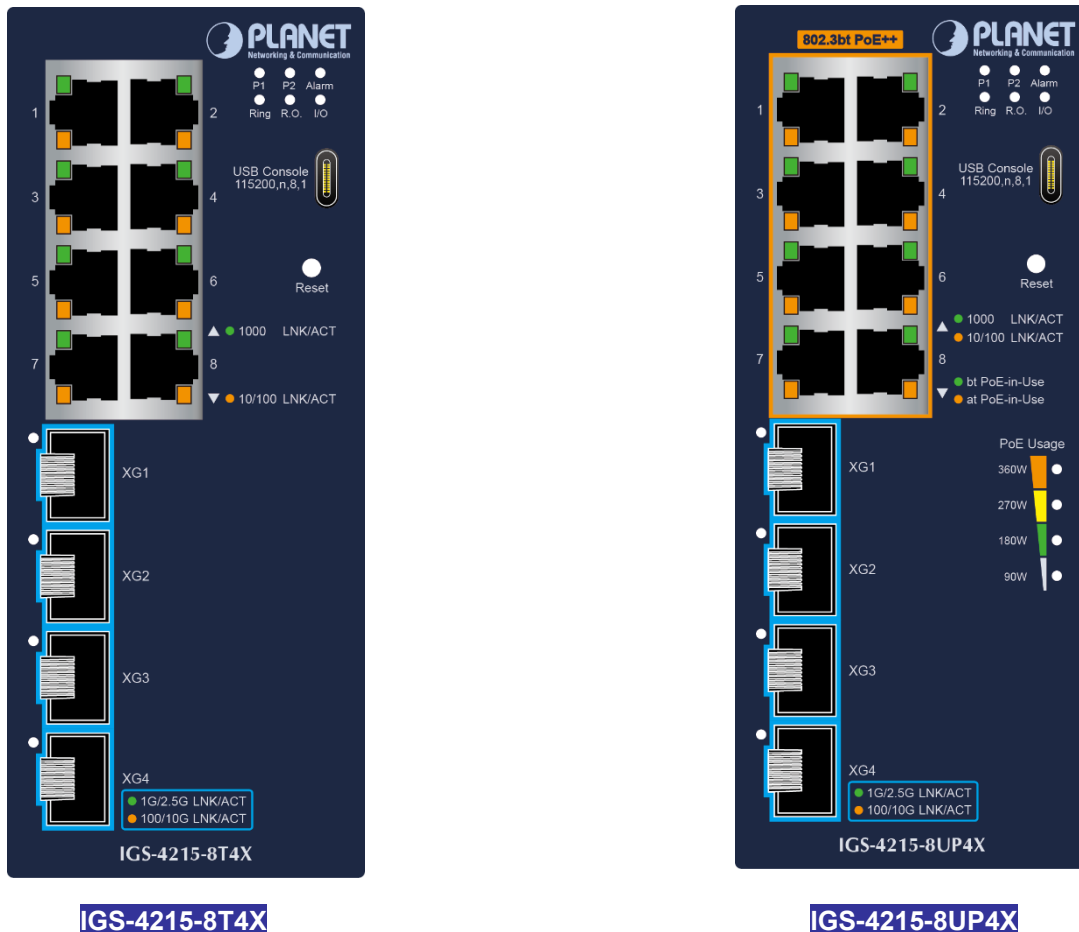 PLANET
Networking & Communication
P1 P2 Alarm
Ring R.O. I/O
1 2
USB Console
115200,n,8,1
3 4
5 6
Reset
1000 LNK/ACT
7 8
10/100 LNK/ACT
XG1
XG2
XG3
XG4
1G/2.5G LNK/ACT
100/10G LNK/ACT
IGS-4215-8T4X
IGS-4215-8T4X
802.3bt PoE++
PLANET
Networking & Communication
P1 P2 Alarm
Ring R.O. I/O
1 2
USB Console
115200,n,8,1
3 4
5 6
Reset
1000 LNK/ACT
10/100 LNK/ACT
7 8
bt PoE-in-Use
at PoE-in-Use
PoE Usage
360W
270W
180W
90W
XG1
XG2
XG3
XG4
1G/2.5G LNK/ACT
100/10G LNK/ACT
IGS-4215-8UP4X
IGS-4215-8UP4X